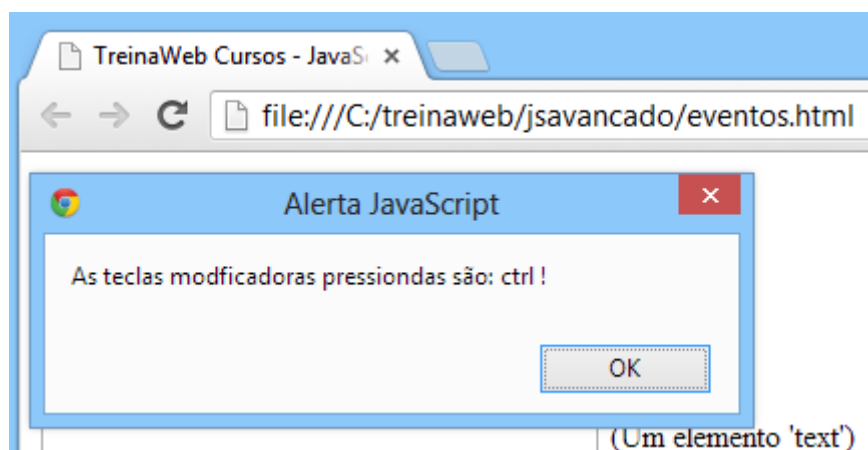 TreinaWeb Cursos - JavaS
file:///C:/treinaweb/jsavancado/eventos.html
Alerta JavaScript
As teclas modficadoras pressiondas são: ctrl !
OK
(Um elemento 'text')